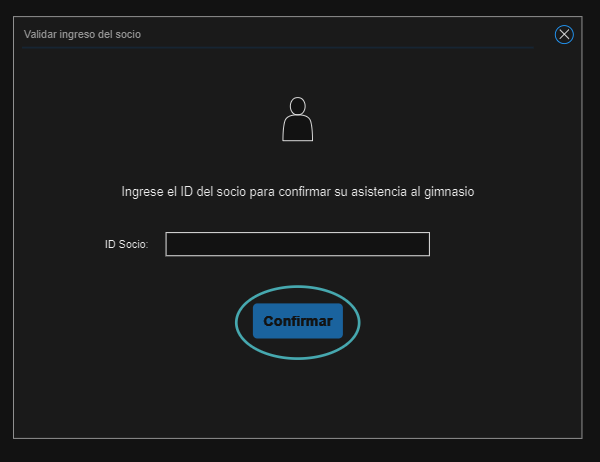 Validar ingreso del socio
Ingrese el ID del socio para confirmar su asistencia al gimnasio
ID Socio:
Confirmar